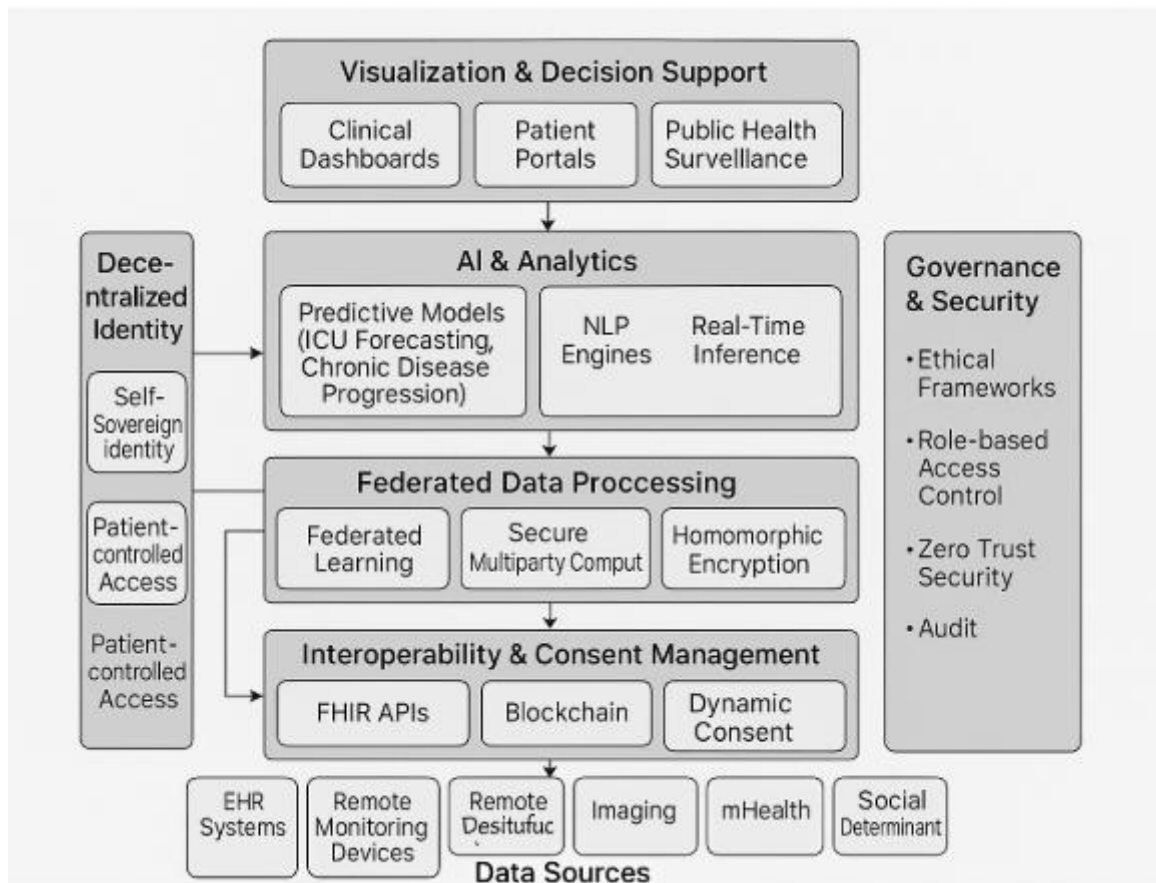 Visualization & Decision Support
Clinical
Dashboards
Patient
Portals
Public Health
Survelllance
Dece-
ntralized
Identity
Self-
Sovereign
identity
Patient-
controlled
Access
Patient-
controlled
Access
AI & Analytics
Predictive Models
(ICU Forecasting,
Chronic Disease
Progression)
NLP
Engines
Real-Time
Inference
Federated Data Proccessing
Federated
Learning
Secure
Multiparty Comput
Homomorphic
Encryption
Interoperability & Consent Management
FHIR APIs
Blockchain
Dynamic
Consent
Governance
& Security
• Ethical
Frameworks
• Role-based
Access
Control
• Zero Trust
Security
• Audit
EHR
Systems
Remote
Monitoring
Devices
Remote
Imaging
mHealth
Social
Determinant
Data Sources